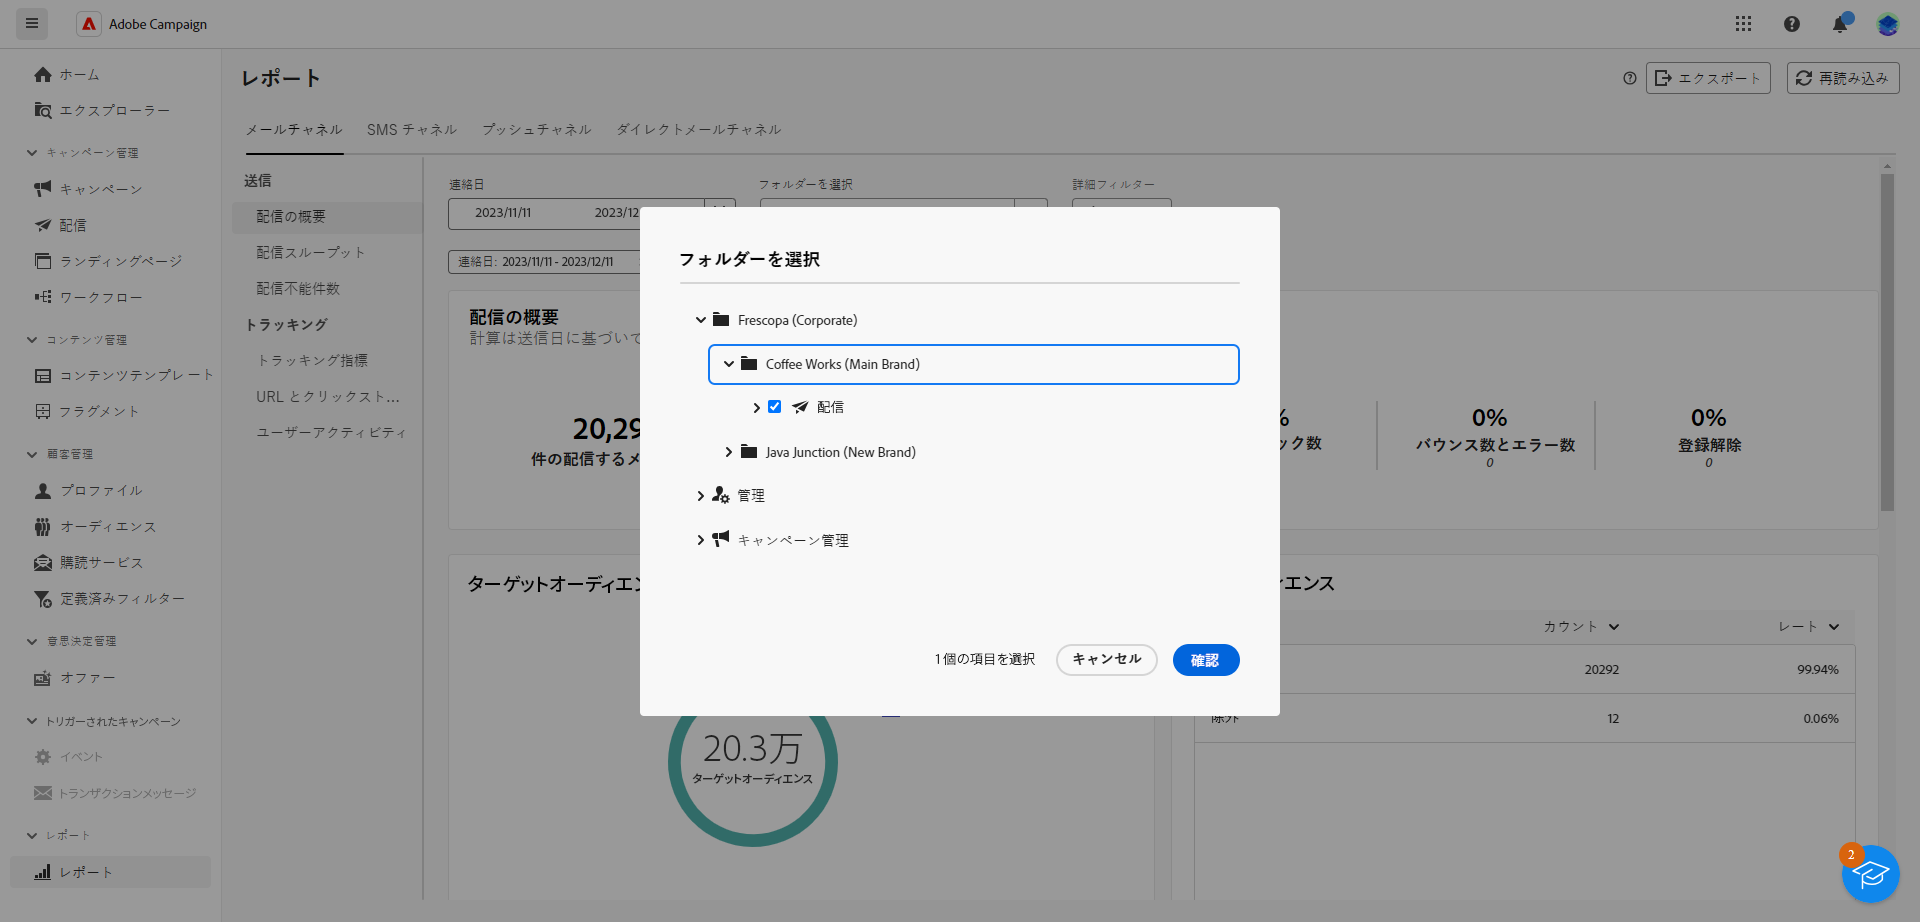 Adobe Campaign
ホーム
エクスプローラー
キャンペーン管理
キャンペーン
配信
ランディングページ
ワークフロー
コンテンツ管理
コンテンツテンプレート
フラグメント
顧客管理
プロファイル
オーディエンス
購読サービス
定義済みフィルター
意思決定管理
オファー
トリガーされたキャンペーン
イベント
トランザクションメッセージ
レポート
レポート
レポート
エクスポート
再読み込み
メールチャネル SMS チャネル プッシュチャネル ダイレクトメールチャネル
送信
配信の概要
配信スループット
配信不能件数
トラッキング
トラッキング指標
URL とクリックスト...
ユーザーアクティビティ
連絡日 フォルダーを選択 詳細フィルター
2023/11/11 2023/12
連絡日: 2023/11/11 - 2023/12/11
配信の概要
計算は送信日に基づいて
20,29
件の配信するメ
%
ック数
0%
バウンス数とエラー数
0
0%
登録解除
0
ターゲットオーディエン
20.3万
ターゲットオーディエンス
ィエンス
カウント レート
20292 99.94%
除外 12 0.06%
フォルダーを選択
Frescopa (Corporate)
Coffee Works (Main Brand)
配信
Java Junction (New Brand)
管理
キャンペーン管理
1個の項目を選択 キャンセル 確認
2